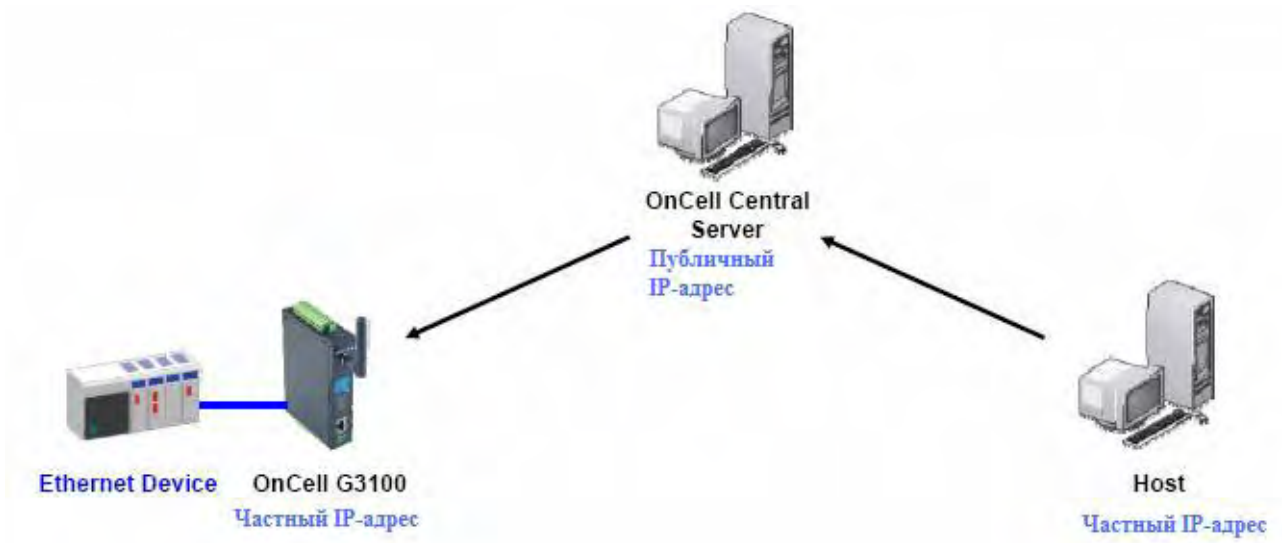 OnCell Central
Server
Публичный
IP-адрес
Ethernet Device
OnCell G3100
Частный IP-адрес
Host
Частный IP-адрес